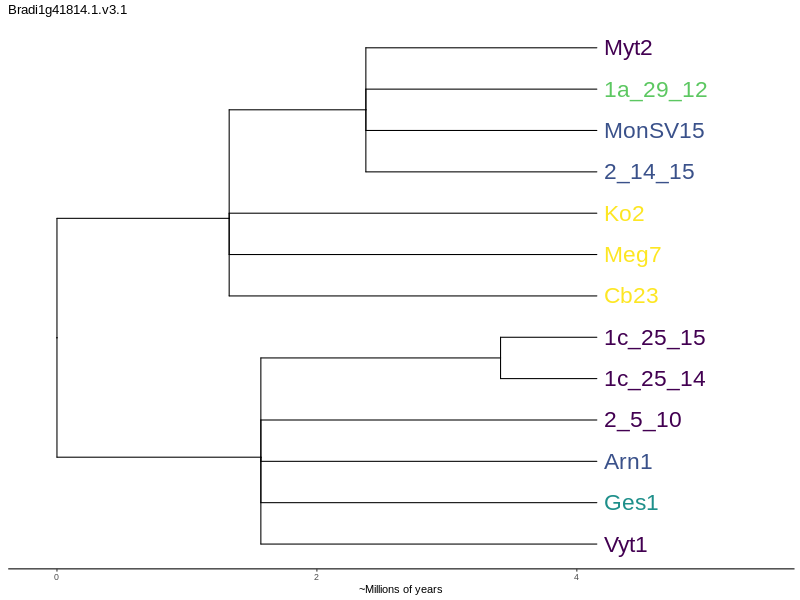 Bradi1g41814.1.v3.1
Myt2
1a_29_12
MonSV15
2_14_15
Ko2
Meg7
Cb23
1c_25_15
1c_25_14
2_5_10
Arn1
Ges1
Vyt1
0 2 4
~Millions of years